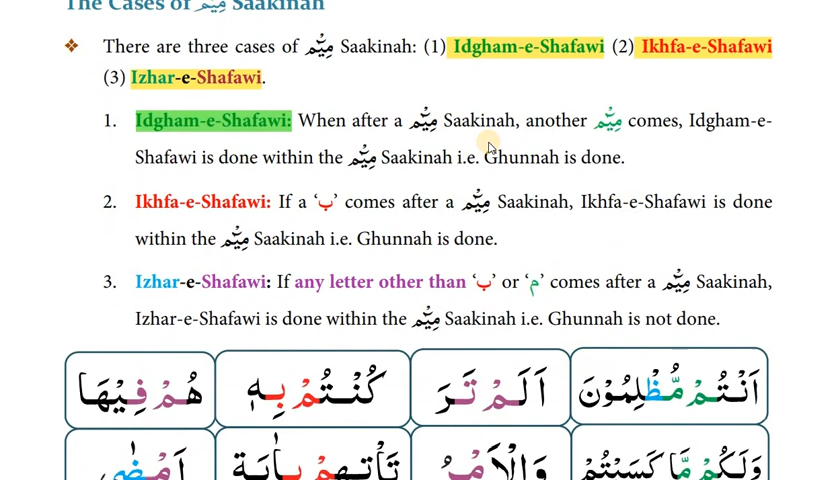 The Cases of مِيْم Saakinah
❖ There are three cases of مِيْم Saakinah: (1) Idgham-e-Shafawi (2) Ikhfa-e-Shafawi
(3) Izhar-e-Shafawi.
1. Idgham-e-Shafawi: When after a مِيْم Saakinah, another مِيْم comes, Idgham-e-
Shafawi is done within the مِيْم Saakinah i.e. Ghunnah is done.
2. Ikhfa-e-Shafawi: If a ‘ب’ comes after a مِيْم Saakinah, Ikhfa-e-Shafawi is done
within the مِيْم Saakinah i.e. Ghunnah is done.
3. Izhar-e-Shafawi: If any letter other than ‘ب’ or ‘م’ comes after a مِيْم Saakinah,
Izhar-e-Shafawi is done within the مِيْم Saakinah i.e. Ghunnah is not done.
اَنْتُمْ مُّظْلِمُوْنَ اَلَمْ تَرَ كُنْتُمْ بِهٖ هُمْ فِيْهَا
وَلَكُمْ مَّا كَسَبْتُمْ تَاْتِهِمْ بِاٰيَةٍ